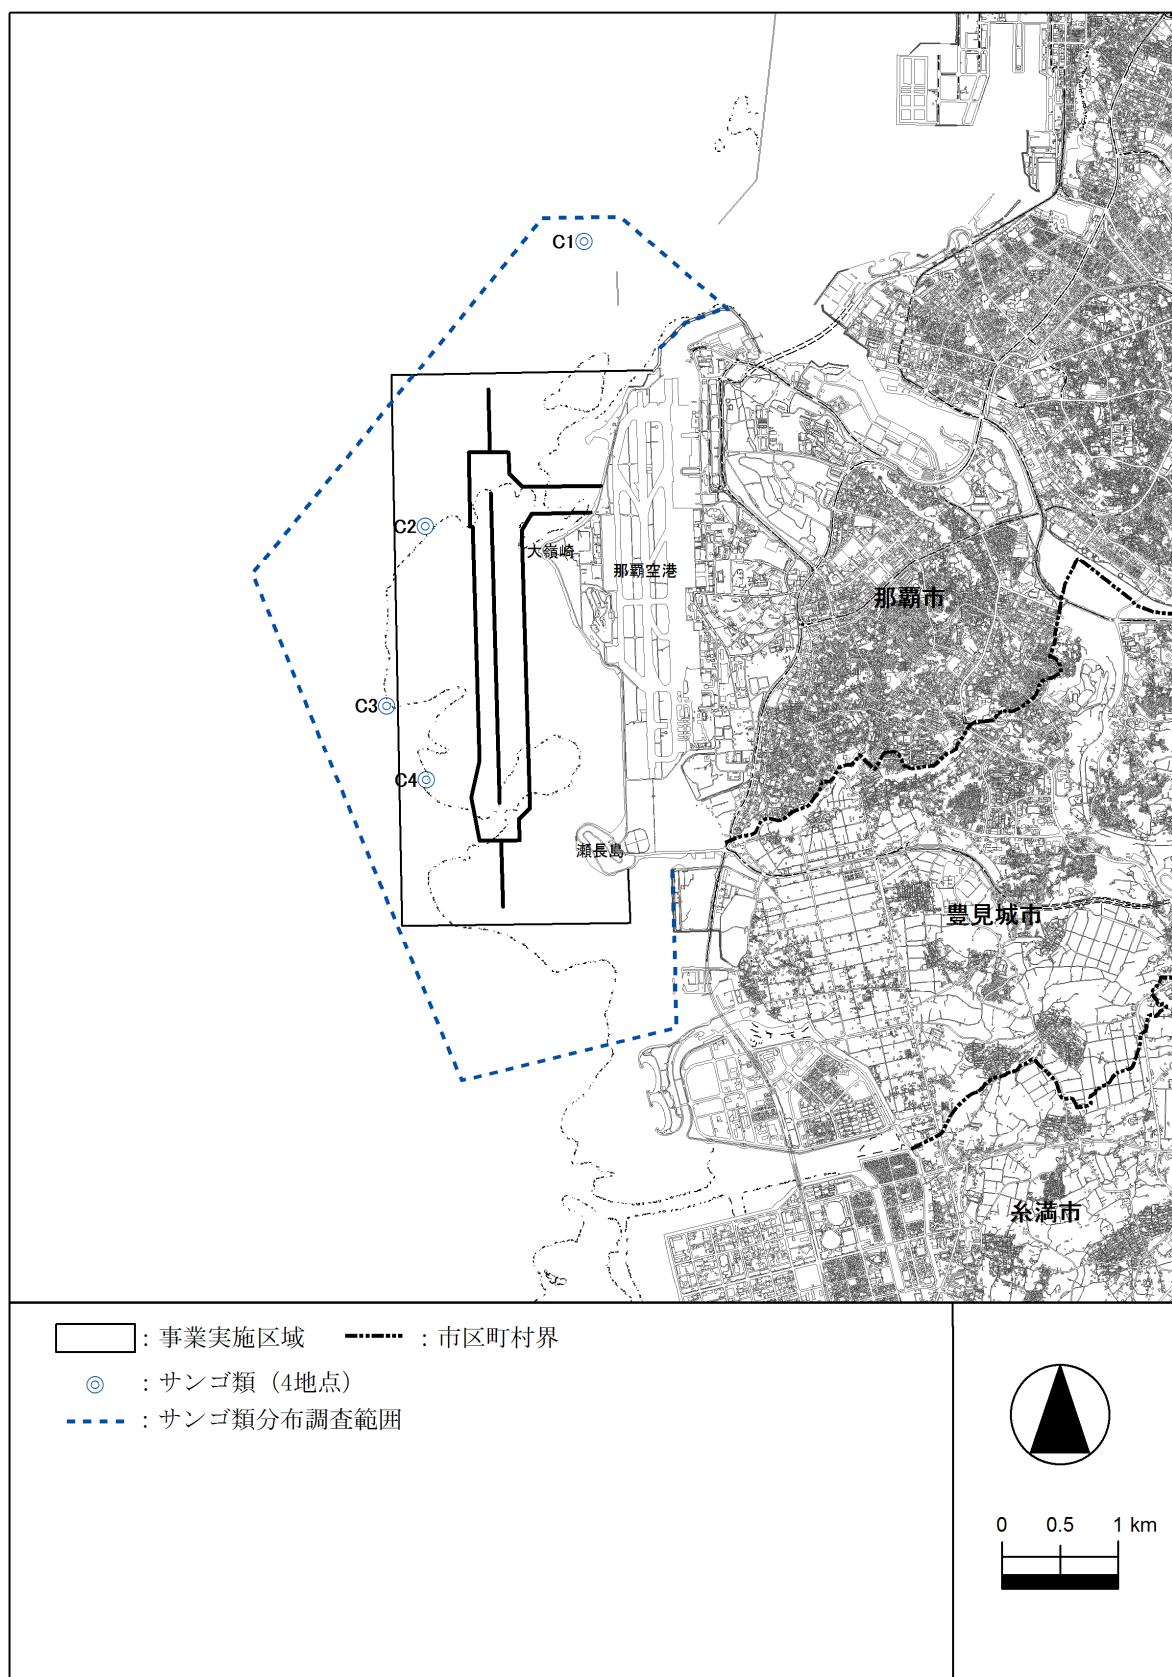 C1
C2
大嶺崎
那覇空港
那覇市
C3
C4
瀬長島
豊見城市
糸満市
：事業実施区域
：市区町村界
：サンゴ類（4地点）
：サンゴ類分布調査範囲
0 0.5 1 km